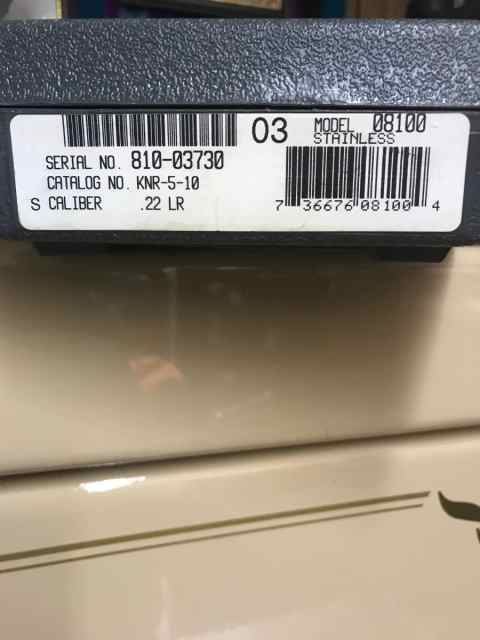 03 MODEL 08100
STAINLESS
SERIAL NO. 810-03730
CATALOG NO. KNR-5-10
S CALIBER .22 LR
7 36676 08100 4